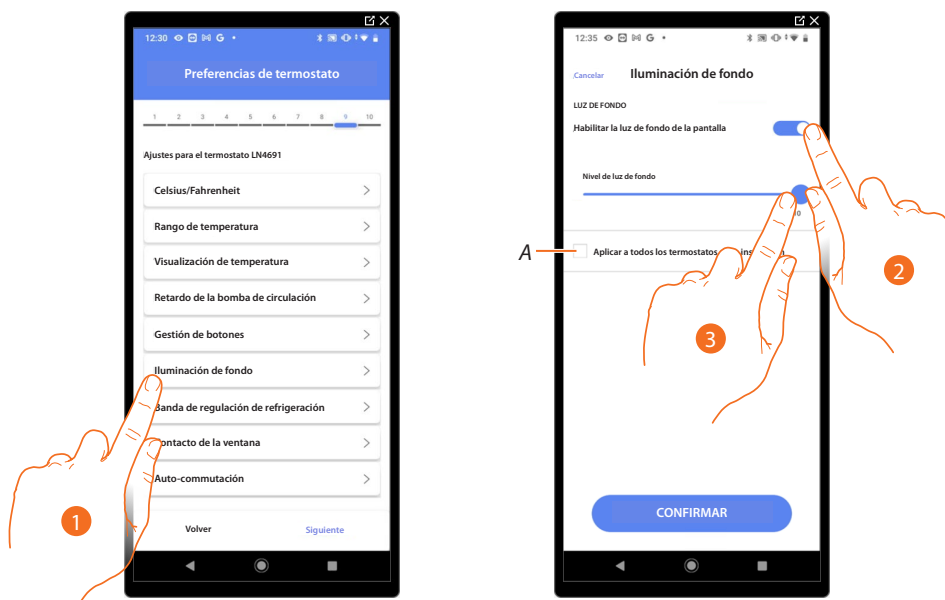 12:30 G
Preferencias de termostato
1 2 3 4 5 6 7 8 9 10
Ajustes para el termostato LN4691
Celsius/Fahrenheit
Rango de temperatura
Visualización de temperatura
Retardo de la bomba de circulación
Gestión de botones
Iluminación de fondo
Banda de regulación de refrigeración
ontacto de la ventana
Auto-commutación
Volver Siguiente
1
12:35 G
Cancelar Iluminación de fondo
LUZ DE FONDO
Habilitar la luz de fondo de la pantalla
Nivel de luz de fondo
10
A
Aplicar a todos los termostatos
2
3
CONFIRMAR